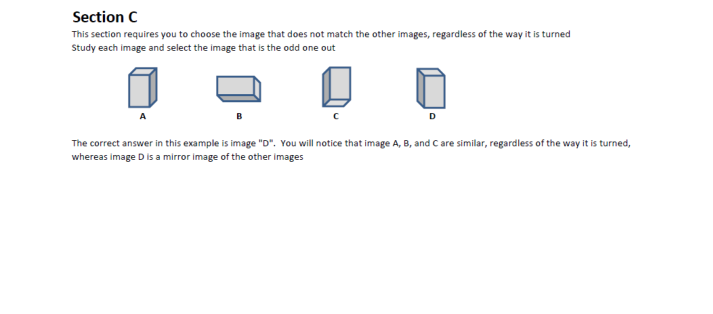 Section C
This section requires you to choose the image that does not match the other images, regardless of the way it is turned
Study each image and select the image that is the odd one out
A B C D
The correct answer in this example is image "D". You will notice that image A, B, and C are similar, regardless of the way it is turned,
whereas image D is a mirror image of the other images